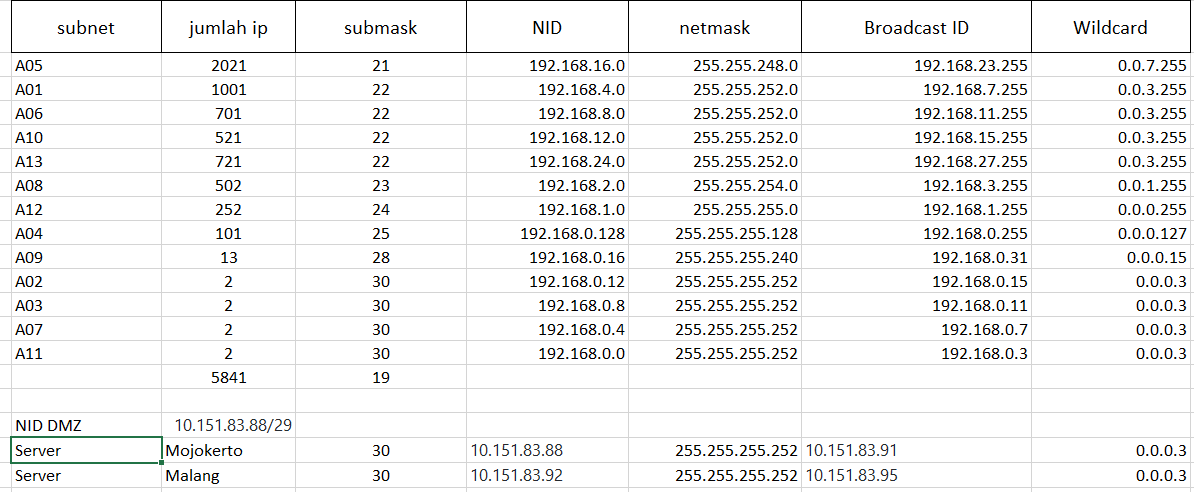 subnet jumlah ip submask NID netmask Broadcast ID Wildcard
A05 2021 21 192.168.16.0 255.255.248.0 192.168.23.255 0.0.7.255
A01 1001 22 192.168.4.0 255.255.252.0 192.168.7.255 0.0.3.255
A06 701 22 192.168.8.0 255.255.252.0 192.168.11.255 0.0.3.255
A10 521 22 192.168.12.0 255.255.252.0 192.168.15.255 0.0.3.255
A13 721 22 192.168.24.0 255.255.252.0 192.168.27.255 0.0.3.255
A08 502 23 192.168.2.0 255.255.254.0 192.168.3.255 0.0.1.255
A12 252 24 192.168.1.0 255.255.255.0 192.168.1.255 0.0.0.255
A04 101 25 192.168.0.128 255.255.255.128 192.168.0.255 0.0.0.127
A09 13 28 192.168.0.16 255.255.255.240 192.168.0.31 0.0.0.15
A02 2 30 192.168.0.12 255.255.255.252 192.168.0.15 0.0.0.3
A03 2 30 192.168.0.8 255.255.255.252 192.168.0.11 0.0.0.3
A07 2 30 192.168.0.4 255.255.255.252 192.168.0.7 0.0.0.3
A11 2 30 192.168.0.0 255.255.255.252 192.168.0.3 0.0.0.3
5841 19
NID DMZ 10.151.83.88/29
Server Mojokerto 30 10.151.83.88 255.255.255.252 10.151.83.91 0.0.0.3
Server Malang 30 10.151.83.92 255.255.255.252 10.151.83.95 0.0.0.3